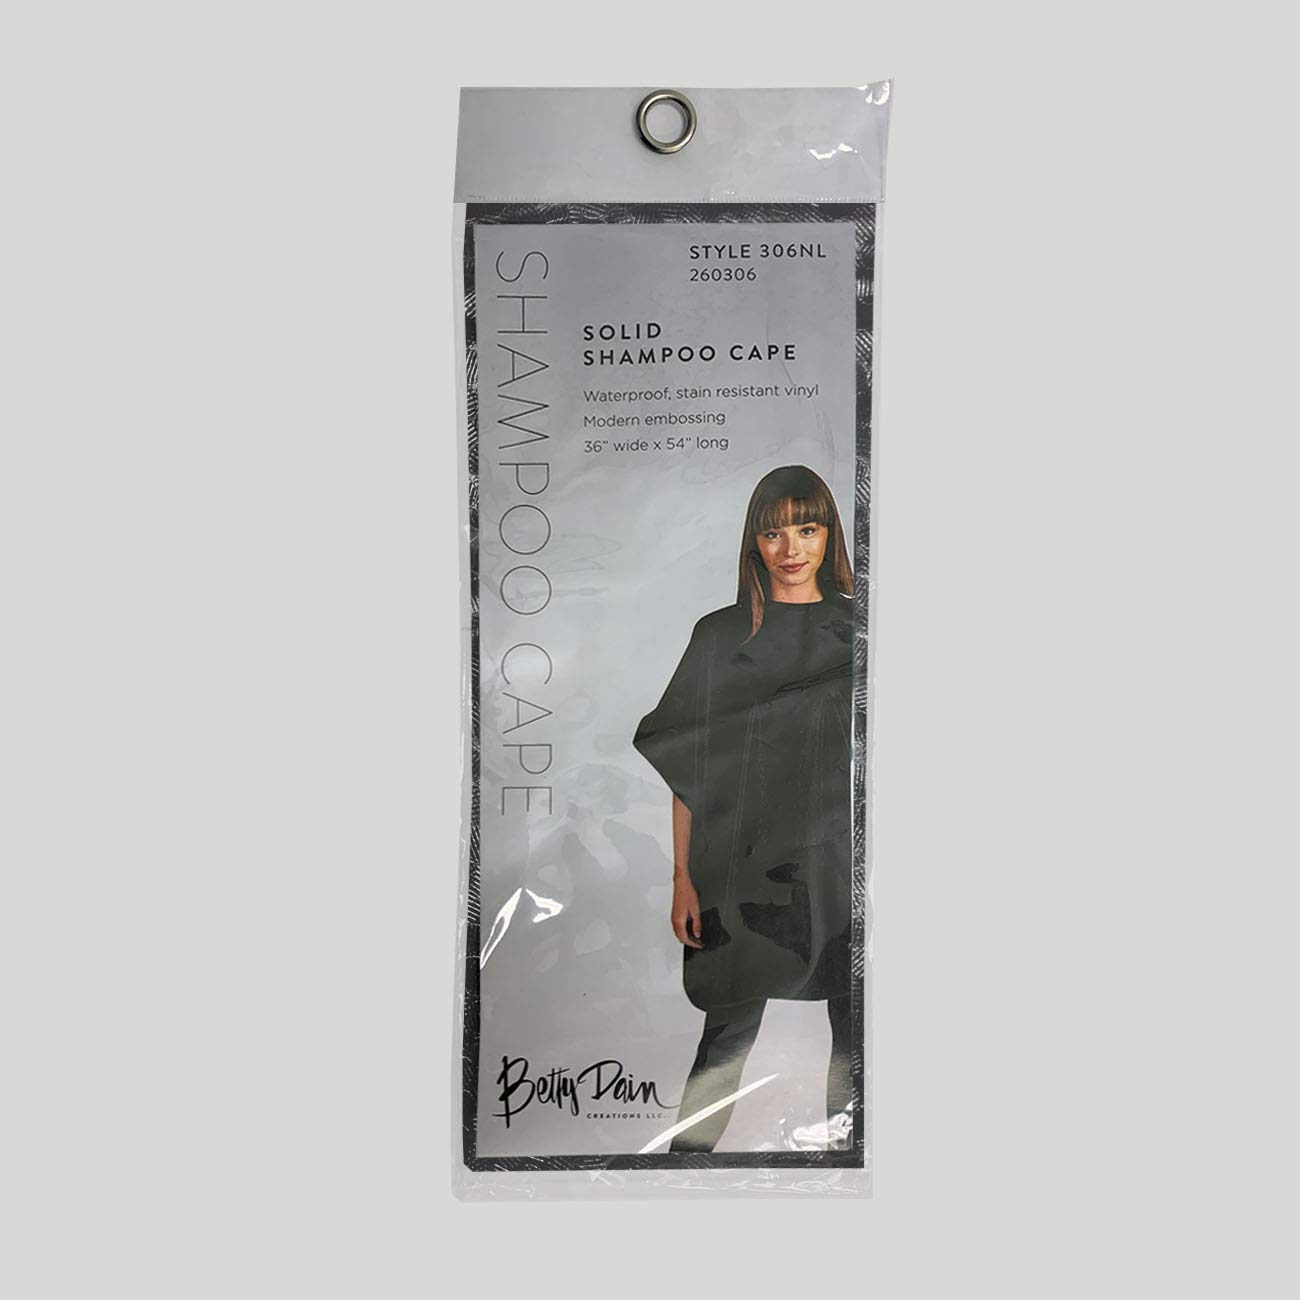 SHAMPOO CAPE
STYLE 306NL
260306
SOLID
SHAMPOO CAPE
Waterproof, stain resistant vinyl
Modern embossing
36” wide x 54” long
Betty Dain
CREATIONS LLC.